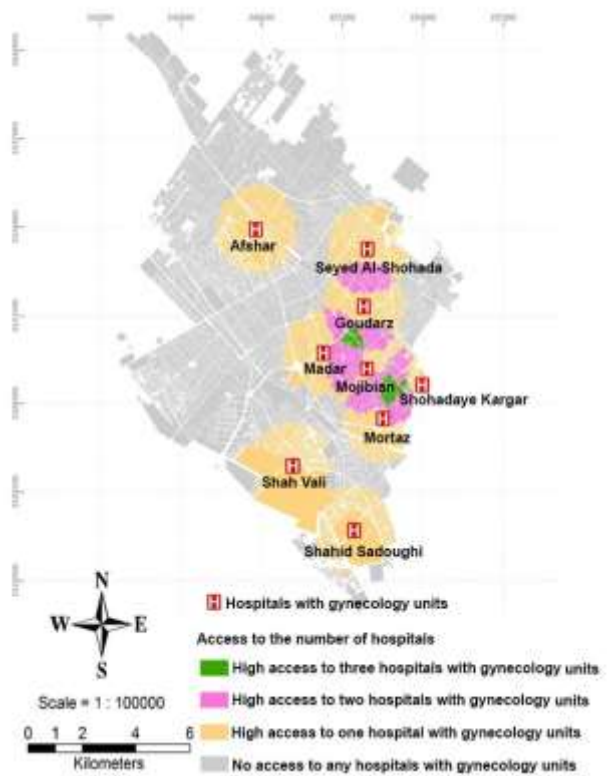 Afshar
Seyed Al-Shohada
Goudarz
Madar
Mojibian
Shohadaye Kargar
Mortaz
Shah Vali
Shahid Sadoughi
N
W E
S
H Hospitals with gynecology units
Access to the number of hospitals
High access to three hospitals with gynecology units
High access to two hospitals with gynecology units
High access to one hospital with gynecology units
No access to any hospitals with gynecology units
Scale = 1 : 100000
0 1 2 4 6
Kilometers